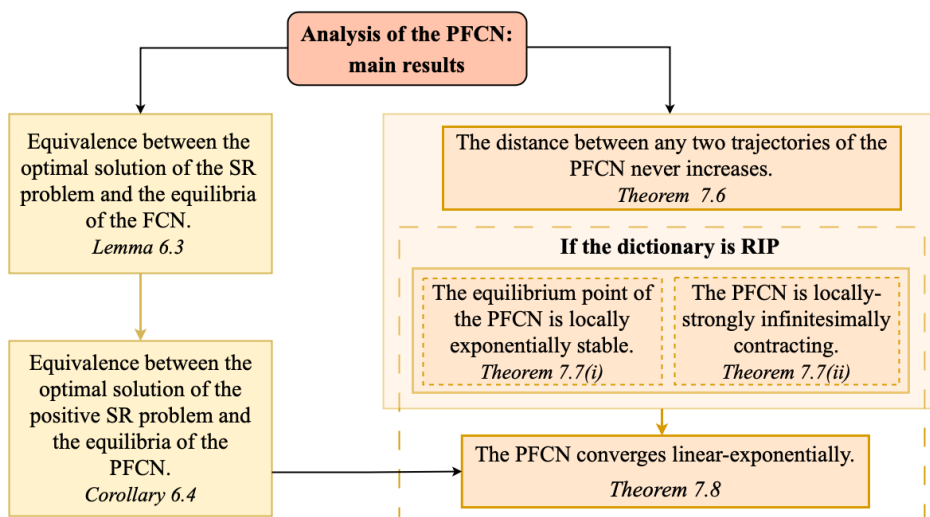 Analysis of the PFCN:
main results
Equivalence between the
optimal solution of the SR
problem and the equilibria
of the FCN.
Lemma 6.3
Equivalence between the
optimal solution of the
positive SR problem and
the equilibria of the
PFCN.
Corollary 6.4
The distance between any two trajectories of the
PFCN never increases.
Theorem 7.6
If the dictionary is RIP
The equilibrium point of
the PFCN is locally
exponentially stable.
Theorem 7.7(i)
The PFCN is locally-
strongly infinitesimally
contracting.
Theorem 7.7(ii)
The PFCN converges linear-exponentially.
Theorem 7.8